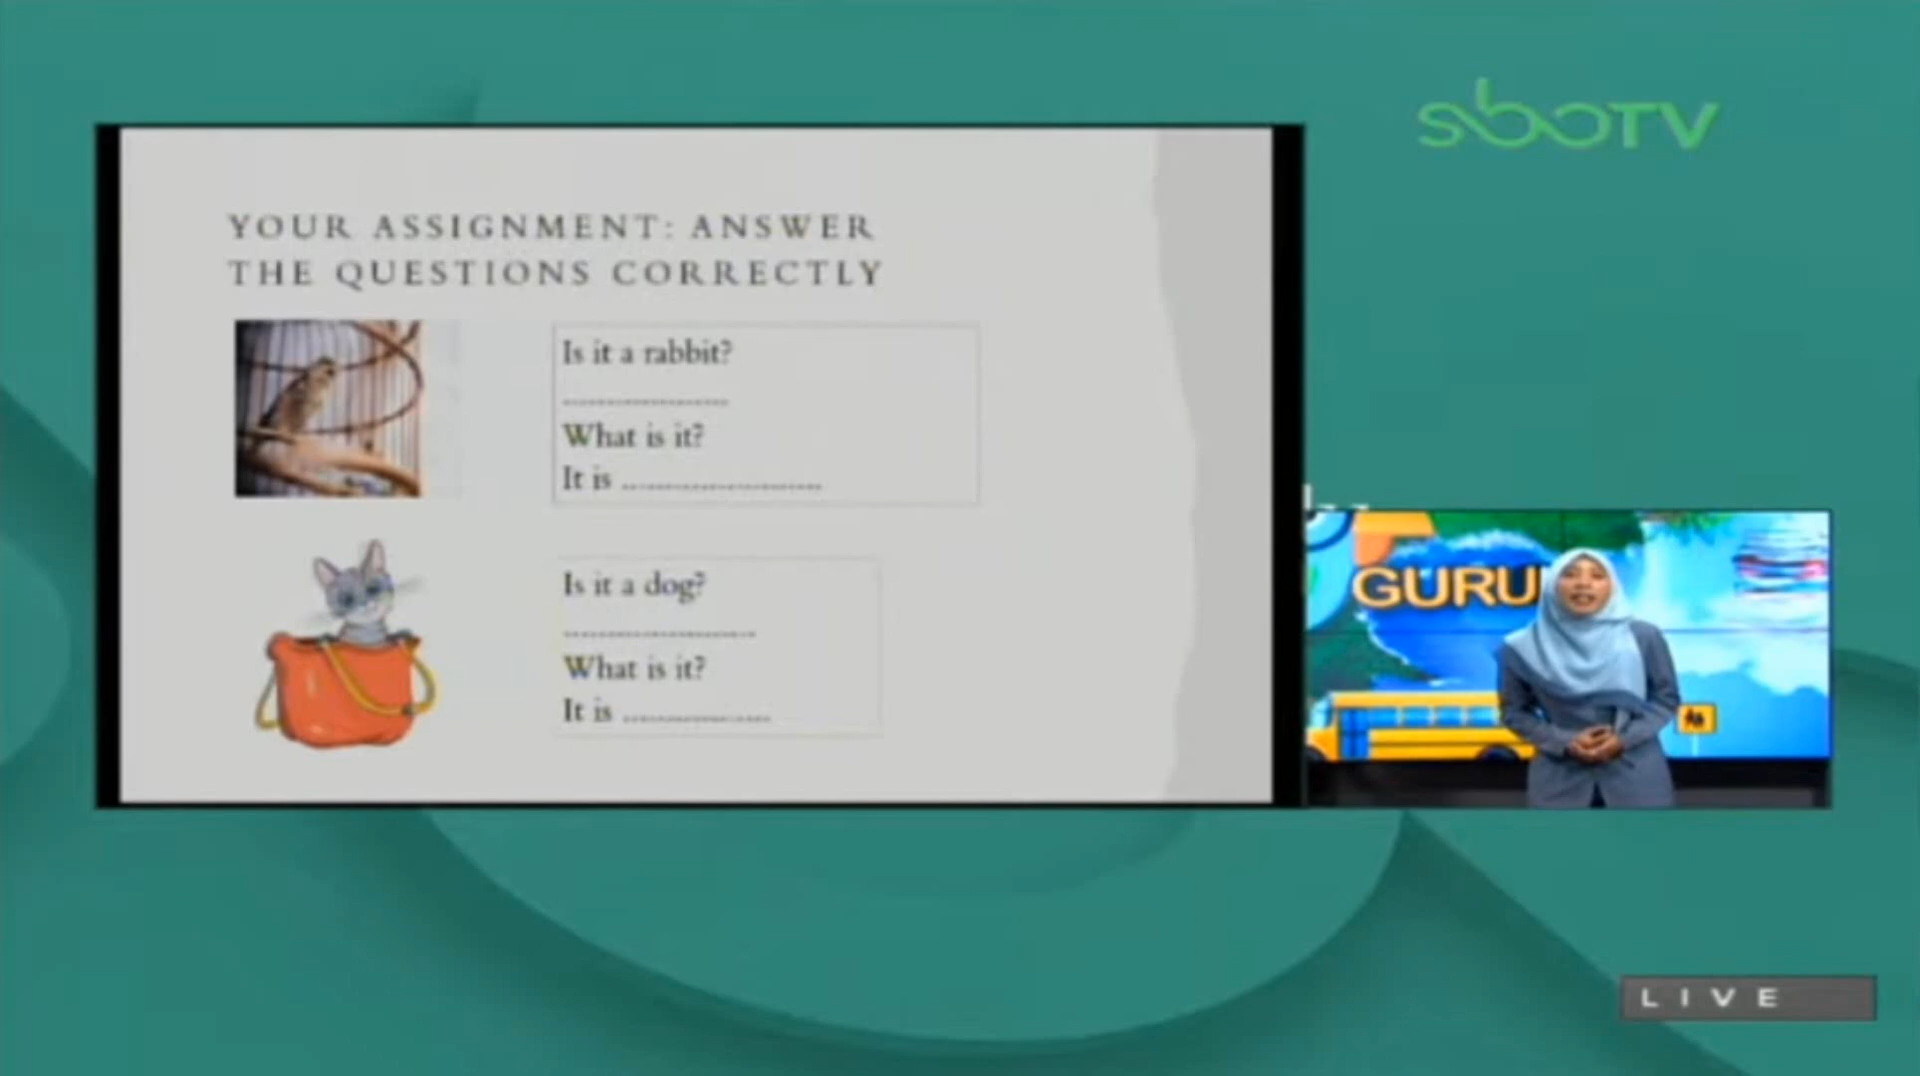 sboTV
YOUR ASSIGNMENT: ANSWER
THE QUESTIONS CORRECTLY
Is it a rabbit?
..............................
What is it?
It is ..............................
Is it a dog?
..............................
What is it?
It is ..............................
GURU
LIVE